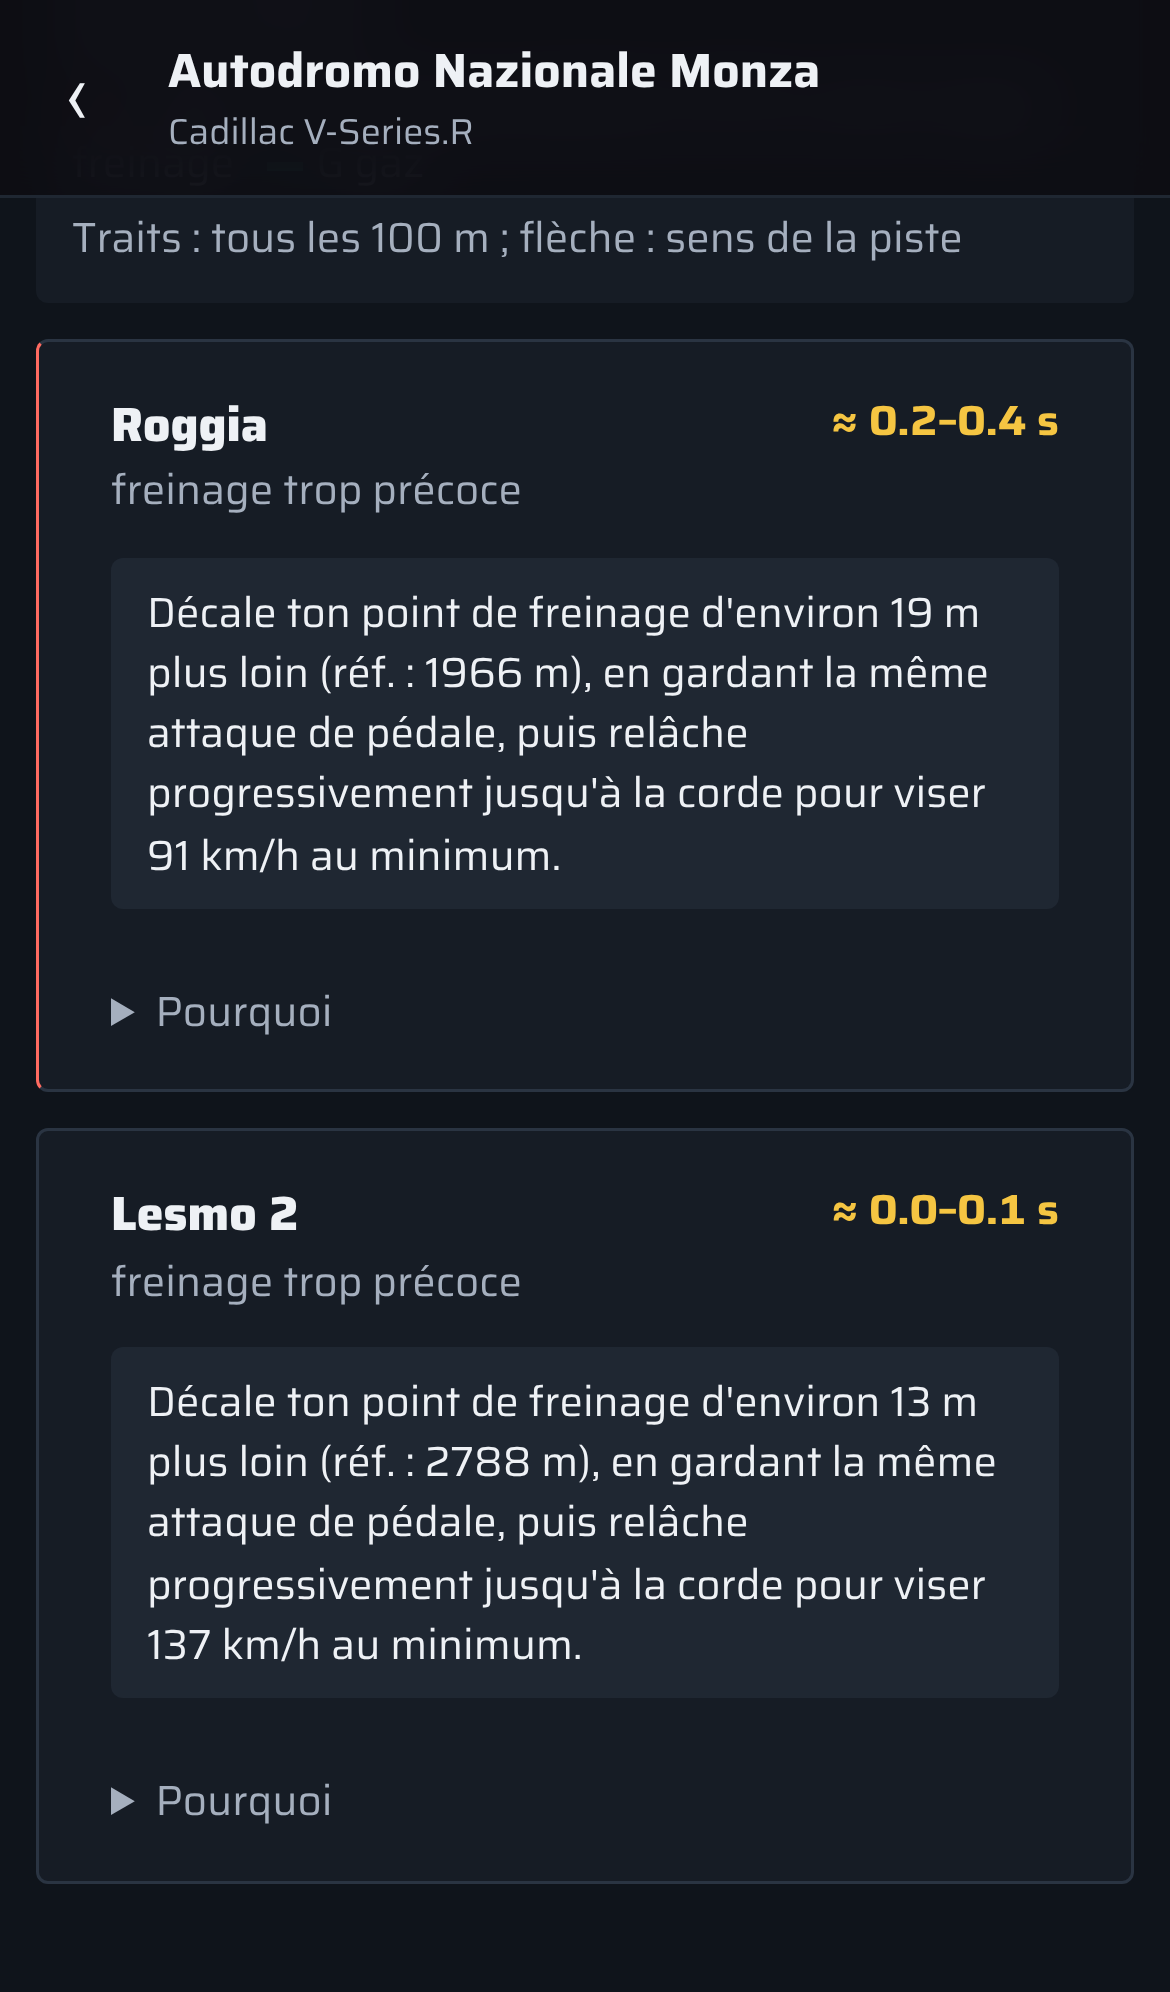 Autodromo Nazionale Monza
Cadillac V-Series.R
freinage G gaz
Traits : tous les 100 m ; flèche : sens de la piste
Roggia
≈ 0.2–0.4 s
freinage trop précoce
Décale ton point de freinage d'environ 19 m
plus loin (réf. : 1966 m), en gardant la même
attaque de pédale, puis relâche
progressivement jusqu'à la corde pour viser
91 km/h au minimum.
▶ Pourquoi
Lesmo 2
≈ 0.0–0.1 s
freinage trop précoce
Décale ton point de freinage d'environ 13 m
plus loin (réf. : 2788 m), en gardant la même
attaque de pédale, puis relâche
progressivement jusqu'à la corde pour viser
137 km/h au minimum.
▶ Pourquoi